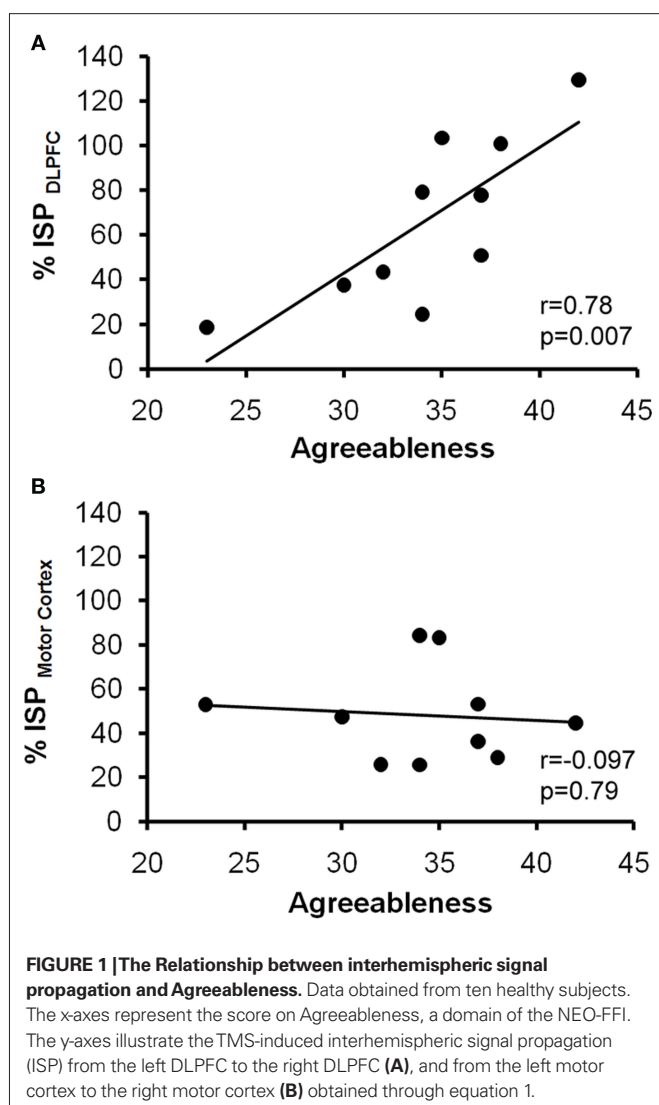 A
140
120
100
80
60
40
20
0
% ISP DLPFC
r=0.78
p=0.007
20 25 30 35 40 45
Agreeableness
B
140
120
100
80
60
40
20
0
% ISP Motor Cortex
r=-0.097
p=0.79
20 25 30 35 40 45
Agreeableness
FIGURE 1 | The Relationship between interhemispheric signal
propagation and Agreeableness. Data obtained from ten healthy subjects.
The x-axes represent the score on Agreeableness, a domain of the NEO-FFI.
The y-axes illustrate the TMS-induced interhemispheric signal propagation
(ISP) from the left DLPFC to the right DLPFC (A), and from the left motor
cortex to the right motor cortex (B) obtained through equation 1.